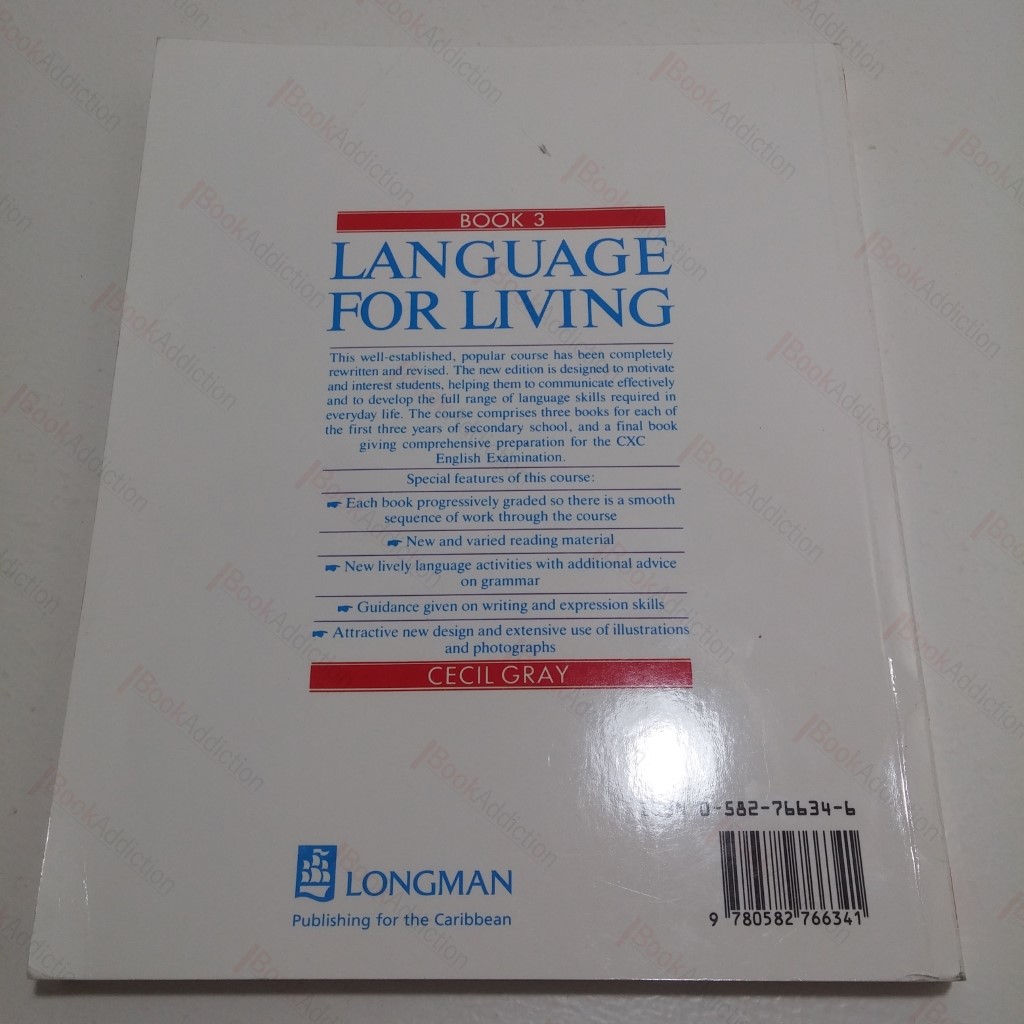 BOOK 3
LANGUAGE
FOR LIVING
This well-established, popular course has been completely
rewritten and revised. The new edition is designed to motivate
and interest students, helping them to communicate effectively
and to develop the full range of language skills required in
everyday life. The course comprises three books for each of
the first three years of secondary school, and a final book
giving comprehensive preparation for the CXC
English Examination.
Special features of this course:
Each book progressively graded so there is a smooth
sequence of work through the course
New and varied reading material
New lively language activities with additional advice
on grammar
Guidance given on writing and expression skills
Attractive new design and extensive use of illustrations
and photographs
CECIL GRAY
0-582-76634-6
LONGMAN
Publishing for the Caribbean
9 780582 766341
BookAddiction